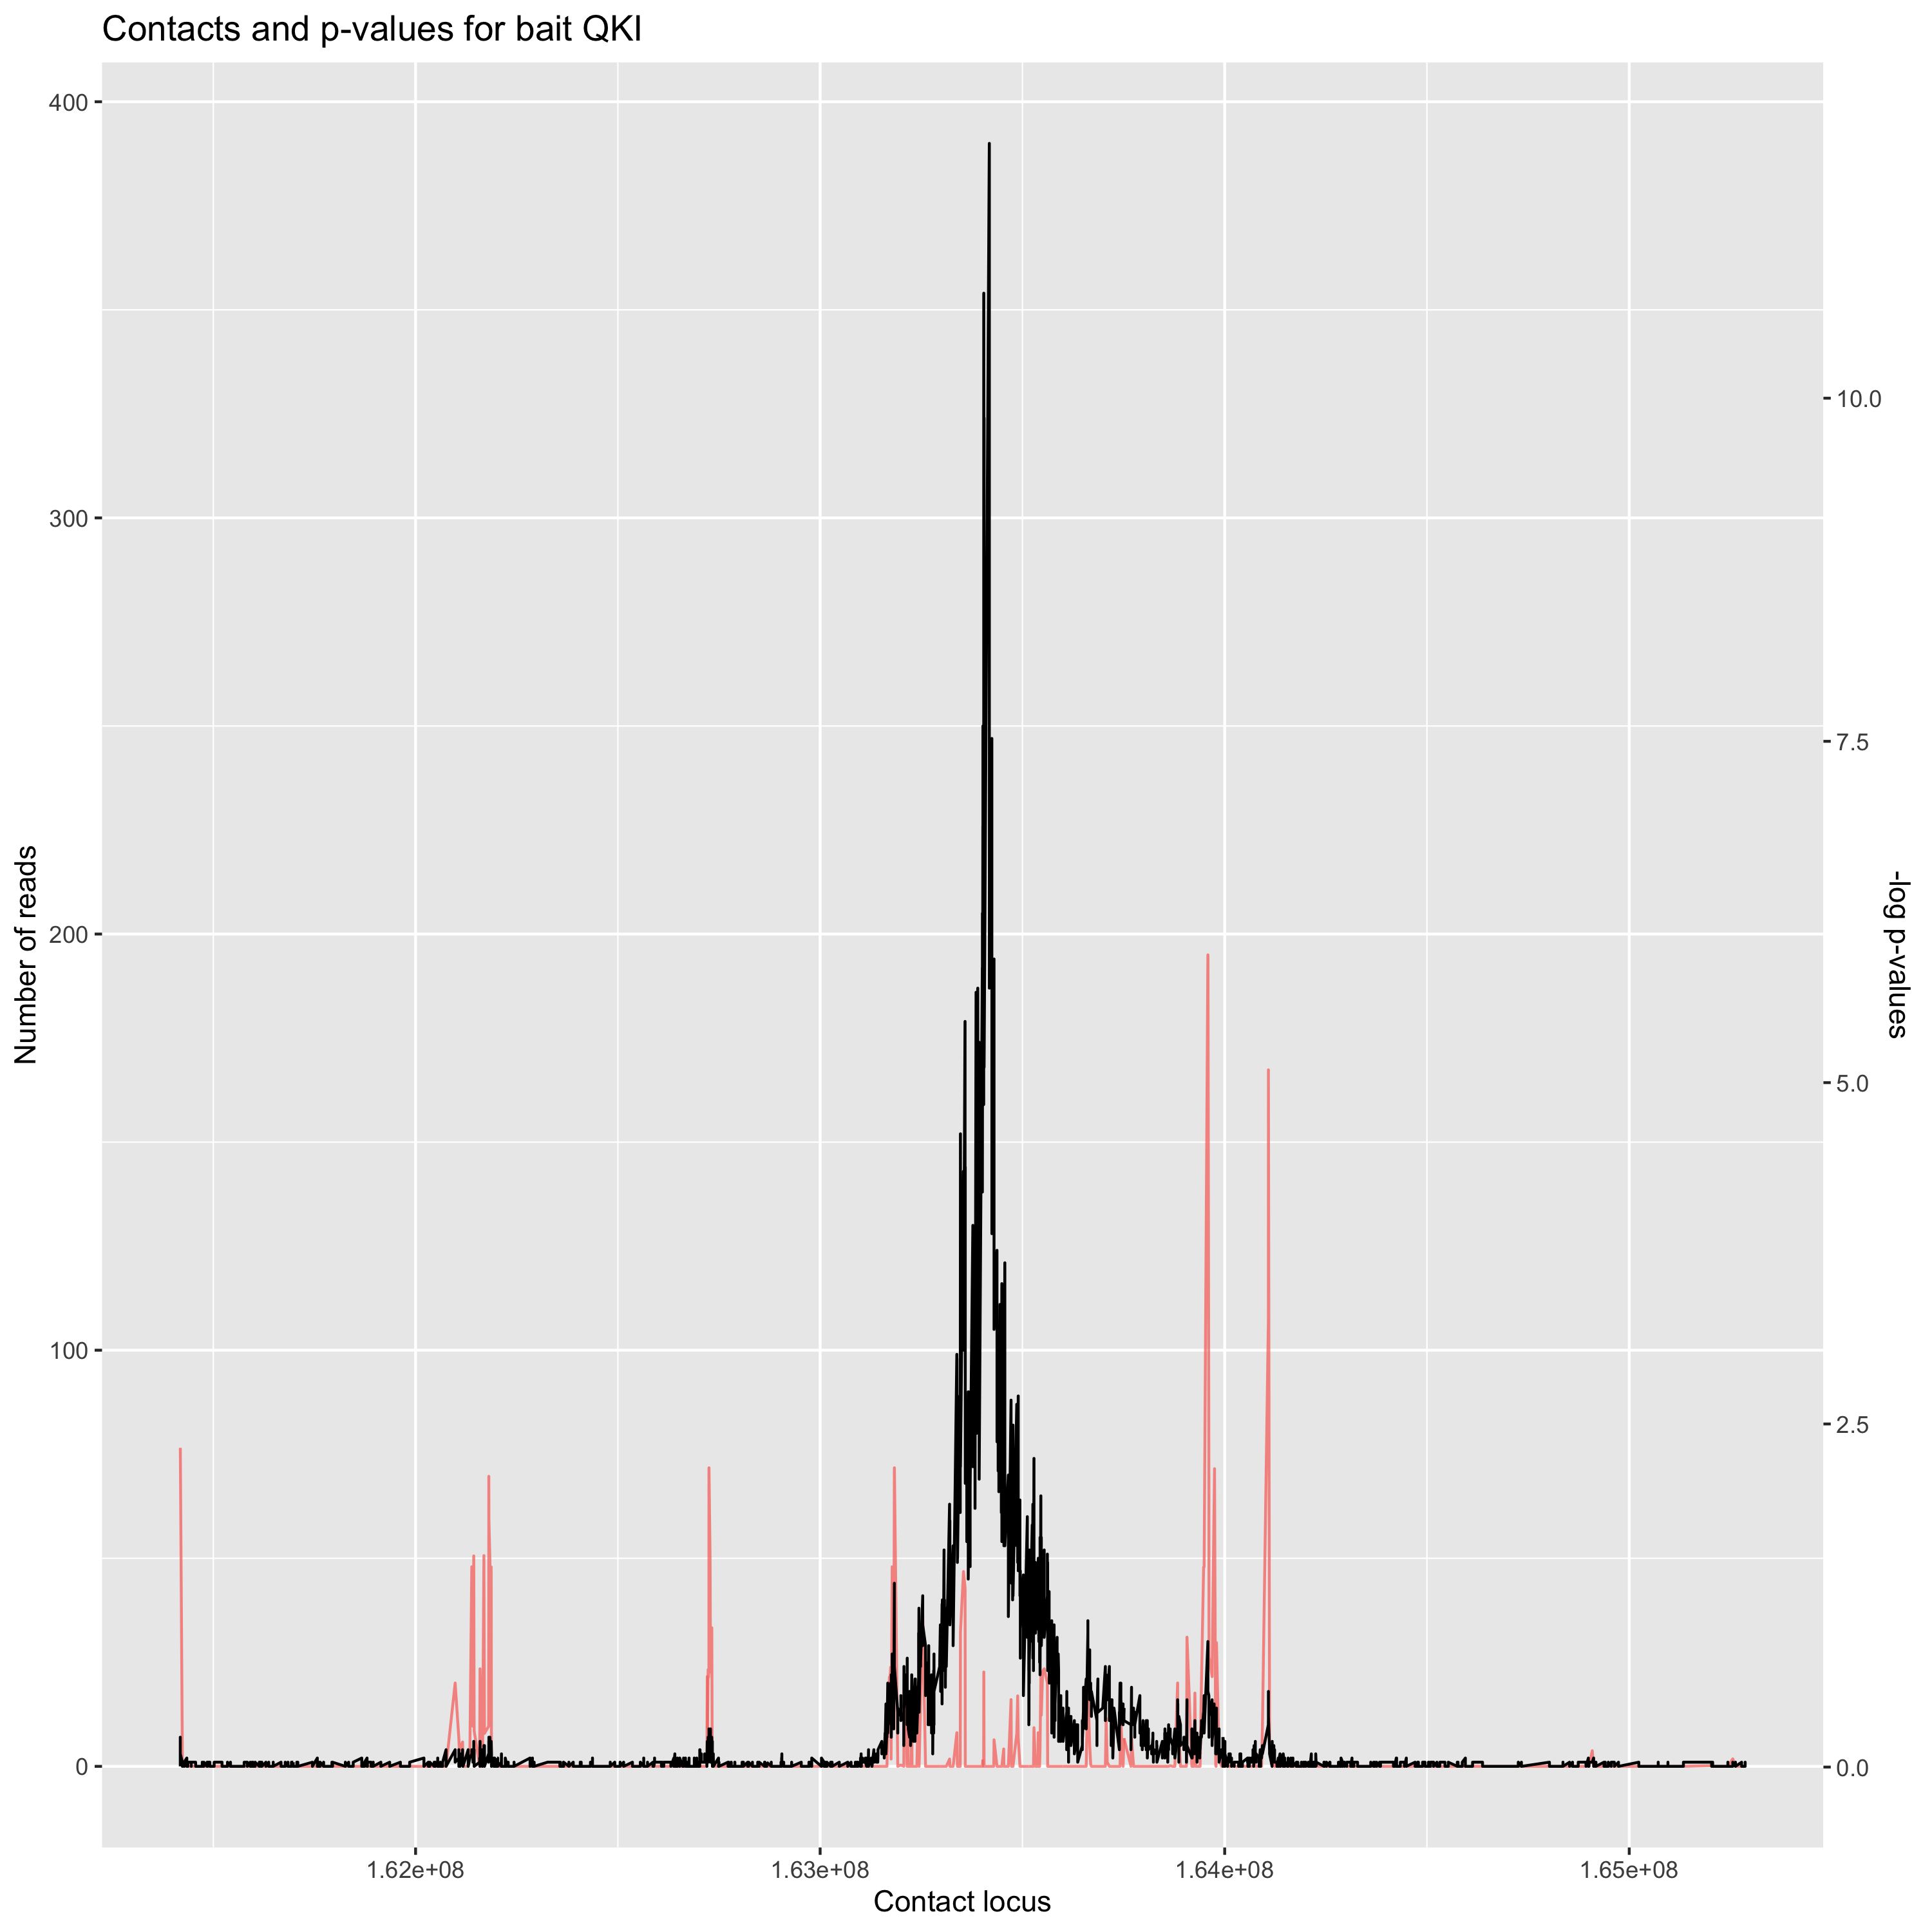 Contacts and p-values for bait QKI
400
300
200
100
0
Number of reads
10.0
7.5
5.0
2.5
0.0
-log p-values
1.62e+08
1.63e+08
1.64e+08
1.65e+08
Contact locus